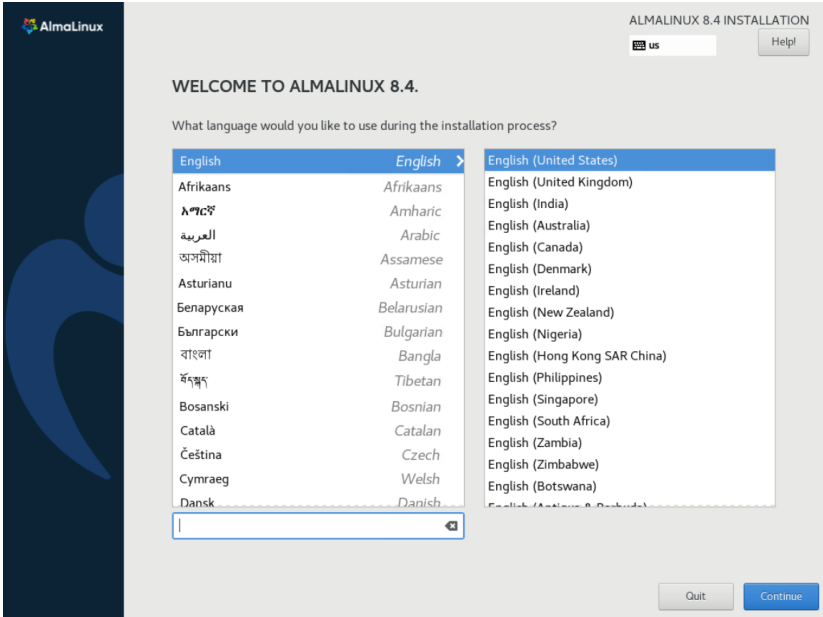 AlmaLinux
ALMALINUX 8.4 INSTALLATION
us
Help!
WELCOME TO ALMALINUX 8.4.
What language would you like to use during the installation process?
English English
Afrikaans Afrikaans
አማርኛ Amharic
العربية Arabic
অসমীয়া Assamese
Asturianu Asturian
Беларуская Belarusian
Български Bulgarian
বাংলা Bangla
བོད་སྐད་ Tibetan
Bosanski Bosnian
Català Catalan
Čeština Czech
Cymraeg Welsh
Dansk Danish
English (United States)
English (United Kingdom)
English (India)
English (Australia)
English (Canada)
English (Denmark)
English (Ireland)
English (New Zealand)
English (Nigeria)
English (Hong Kong SAR China)
English (Philippines)
English (Singapore)
English (South Africa)
English (Zambia)
English (Zimbabwe)
English (Botswana)
English (Antigua & Barbuda)
Quit
Continue